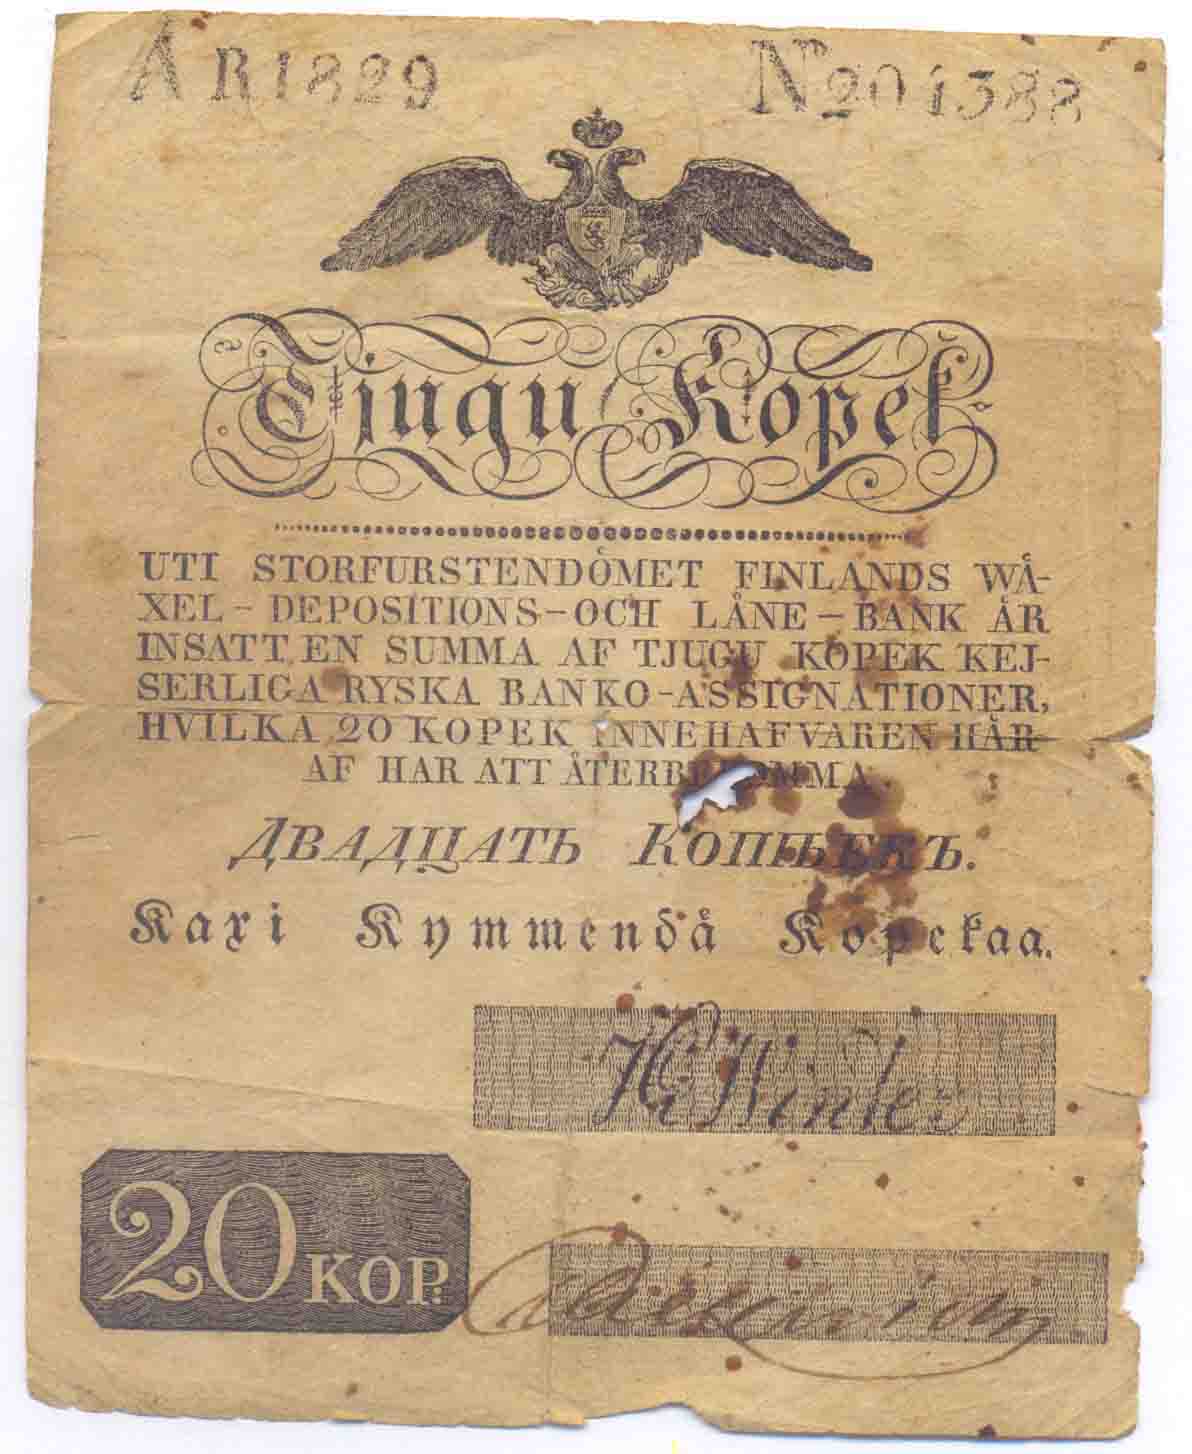 ÅR 1829 No 201388
Tjugu Kopek
UTI STORFURSTENDÖMET FINLANDS WÄ-
XEL-DEPOSITIONS-OCH LÅNE-BANK ÄR
INSATT EN SUMMA AF TJUGU KOPEK KEJ-
SERLIGA RYSKA BANKO-ASSIGNATIONER,
HVILKA 20 KOPEK INNEHAFVAREN HÄR-
AF HAR ATT ÅTERBEKOMMA.
ДВАДЦАТЬ КОПѢЕКЪ.
Kaxi Kymmendä Kopekaa.
Winter
20 KOP.